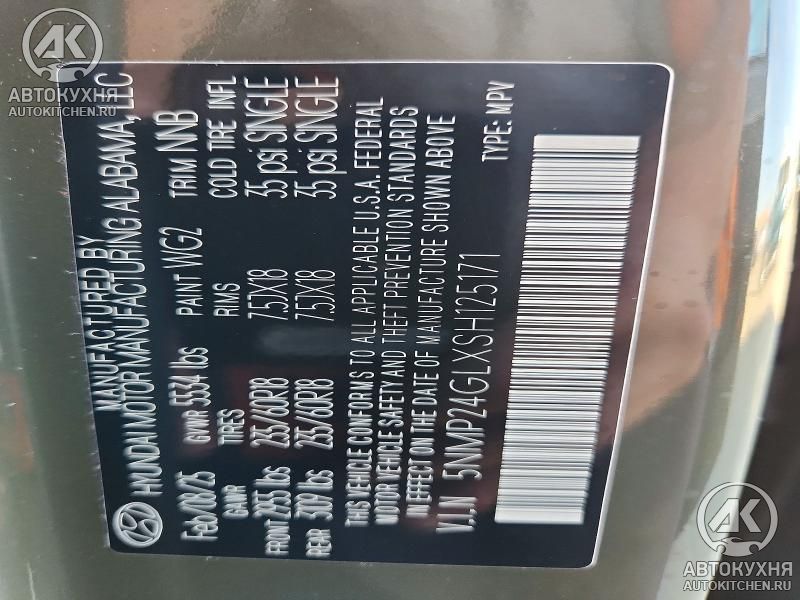 MANUFACTURED BY
HYUNDAI MOTOR MANUFACTURING ALABAMA, LLC
Feb/08/25 GVWR 5534 lbs PAINT WG2 TRIM NNB
GAWR TIRES RIMS COLD TIRE INFL
FRONT 2955 lbs 235/60R18 7.5JX18 35 psi SINGLE
REAR 3019 lbs 235/60R18 7.5JX18 35 psi SINGLE
THIS VEHICLE CONFORMS TO ALL APPLICABLE U.S.A. FEDERAL
MOTOR VEHICLE SAFETY AND THEFT PREVENTION STANDARDS
IN EFFECT ON THE DATE OF MANUFACTURE SHOWN ABOVE
V.I.N 5NMP24GLXSH125171 TYPE: MPV
АК
АВТОКУХНЯ
AUTOKITCHEN.RU
АК
АВТОКУХНЯ
AUTOKITCHEN.RU